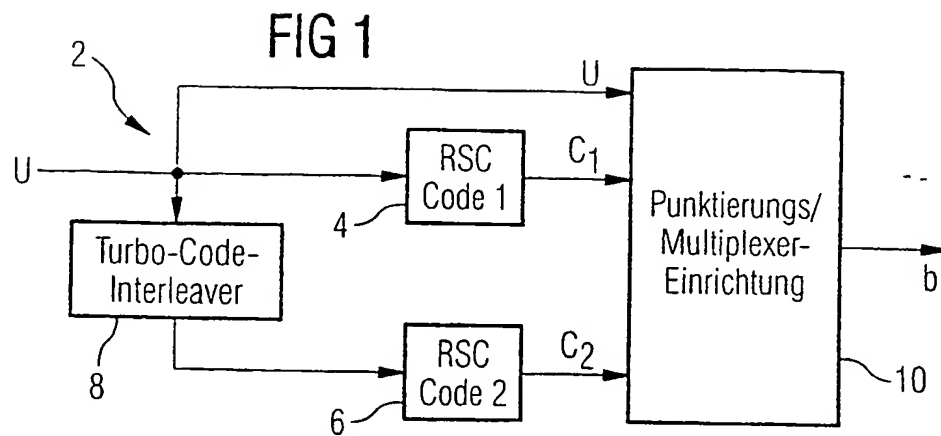 FIG 1
2
U
U
RSC
Code 1
4
C1
Punktierungs/
Multiplexer-
Einrichtung
b
Turbo-Code-
Interleaver
8
RSC
Code 2
6
C2
10